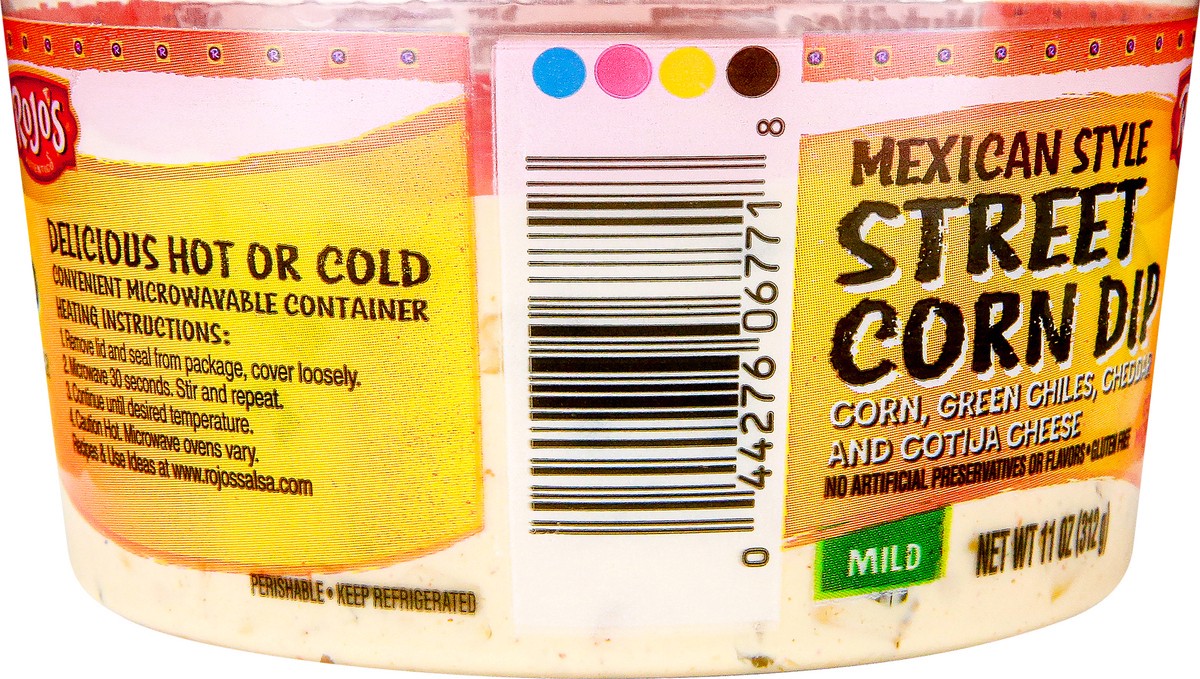 ROJO'S
DELICIOUS HOT OR COLD
CONVENIENT MICROWAVABLE CONTAINER
HEATING INSTRUCTIONS:
1. Remove lid and seal from package, cover loosely.
2. Microwave 30 seconds. Stir and repeat.
3. Continue until desired temperature.
4. Caution Hot. Microwave ovens vary.
Recipes & Use Ideas at www.rojossalsa.com
PERISHABLE • KEEP REFRIGERATED
0 44276 06771 8
MEXICAN STYLE
STREET
CORN DIP
CORN, GREEN CHILES, CHEDDAR
AND COTIJA CHEESE
NO ARTIFICIAL PRESERVATIVES OR FLAVORS • GLUTEN FREE
MILD
NET WT 11 OZ (312 g)